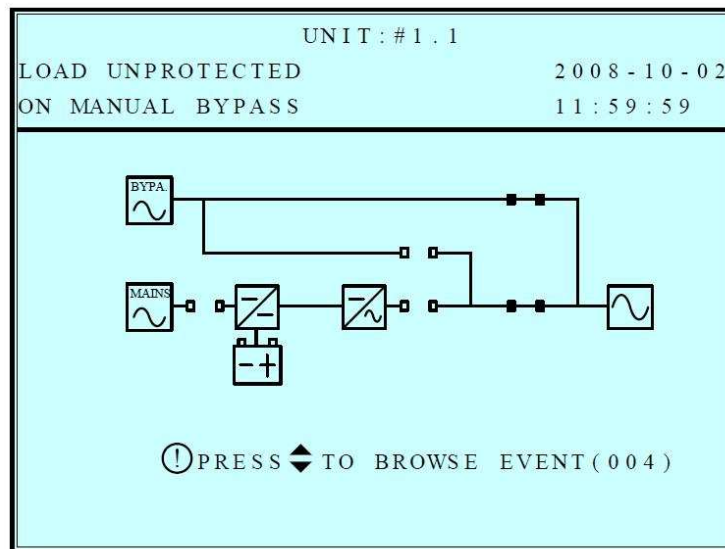 UNIT:#1.1
LOAD UNPROTECTED 2008-10-02
ON MANUAL BYPASS 11:59:59
BYPA.
MAINS
PRESS TO BROWSE EVENT(004)